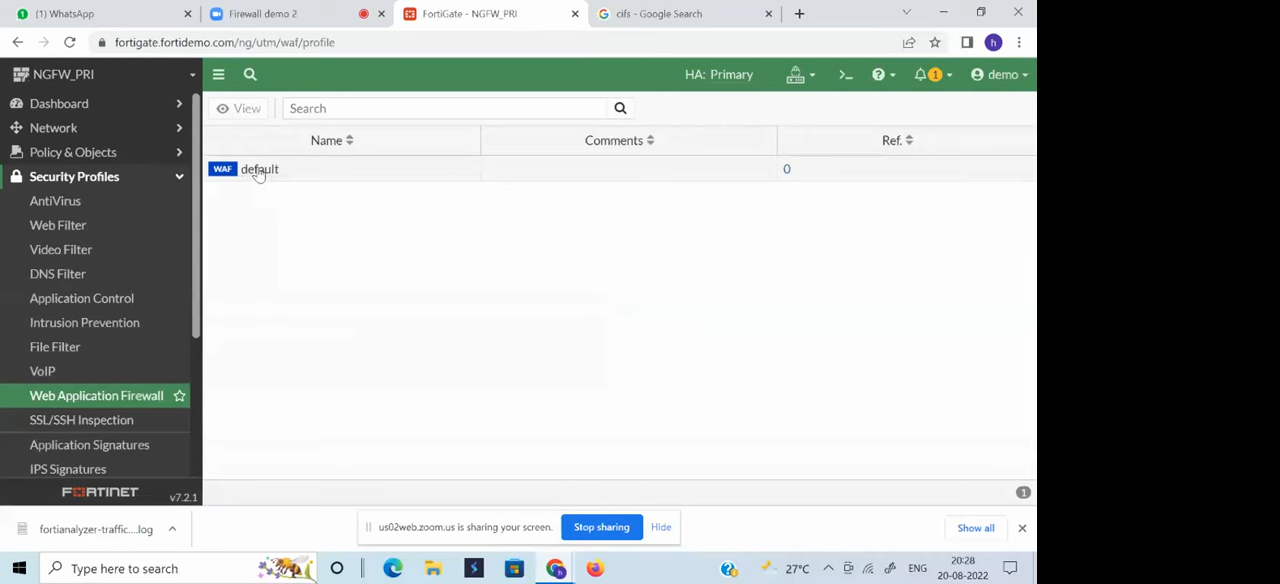 (1) WhatsApp
Firewall demo 2
FortiGate - NGFW_PRI
cifs - Google Search
fortigate.fortidemo.com/ng/utm/waf/profile
h
NGFW_PRI
HA: Primary
1
demo
Dashboard
Network
Policy & Objects
Security Profiles
AntiVirus
Web Filter
Video Filter
DNS Filter
Application Control
Intrusion Prevention
File Filter
VoIP
Web Application Firewall
SSL/SSH Inspection
Application Signatures
IPS Signatures
FORTINET v7.2.1
View
Search
Name Comments Ref.
WAF default 0
1
fortianalyzer-traffic....log
us02web.zoom.us is sharing your screen. Stop sharing Hide
Show all
Type here to search
27°C
ENG
20:28
20-08-2022